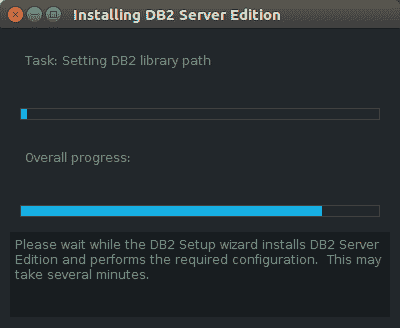 Installing DB2 Server Edition
Task: Setting DB2 library path
Overall progress:
Please wait while the DB2 Setup wizard installs DB2 Server
Edition and performs the required configuration.  This may
take several minutes.